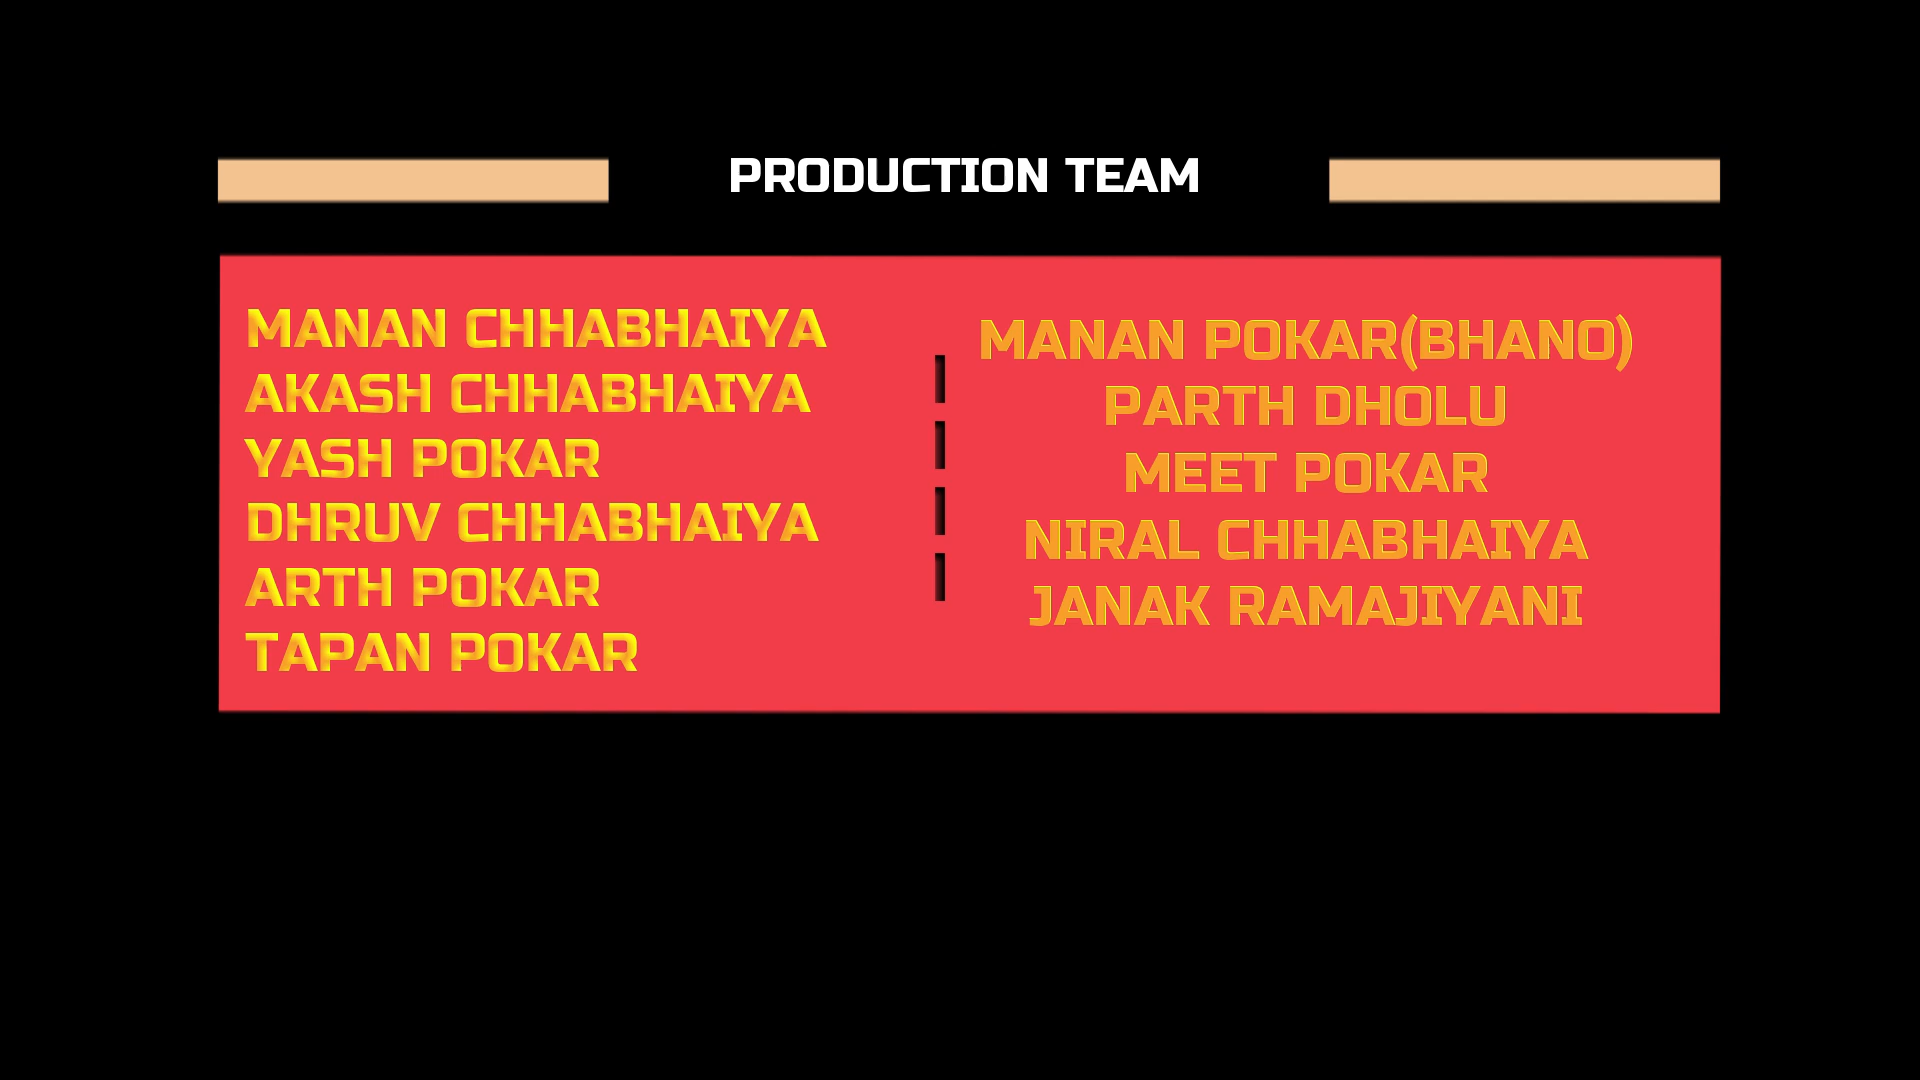 PRODUCTION TEAM
MANAN CHHABHAIYA
AKASH CHHABHAIYA
YASH POKAR
DHRUV CHHABHAIYA
ARTH POKAR
TAPAN POKAR
MANAN POKAR(BHANO)
PARTH DHOLU
MEET POKAR
NIRAL CHHABHAIYA
JANAK RAMAJIYANI